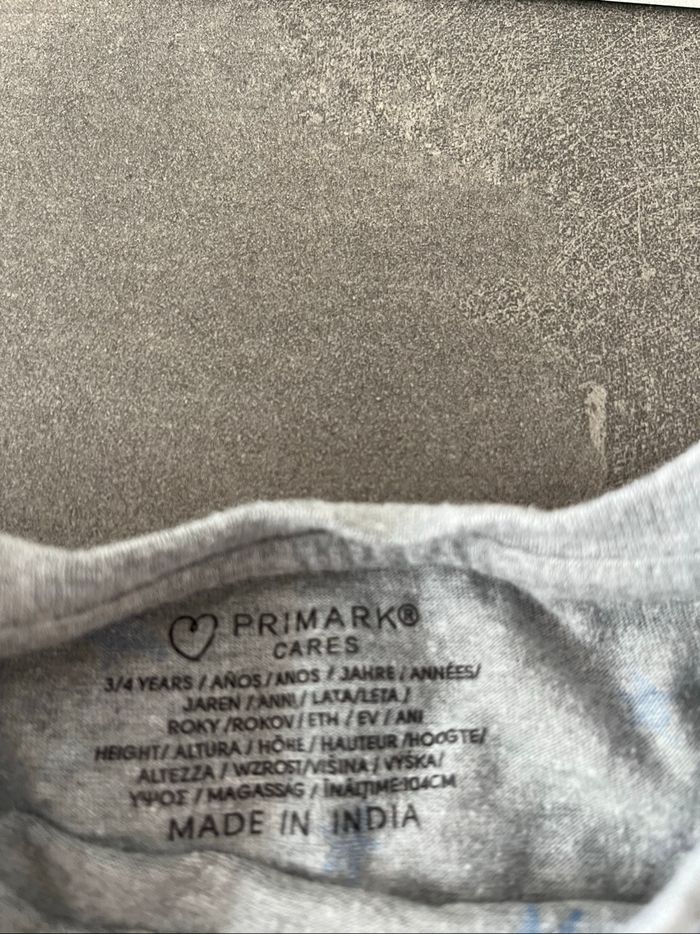 PRIMARK®
CARES
3/4 YEARS / AÑOS / ANOS / JAHRE / ANNÉES/
JAREN / ANNI / LATA/LETA /
ROKY /ROKOV / ETH / EV / ANI
HEIGHT/ ALTURA / HÖHE / HAUTEUR /HOOGTE/
ALTEZZA / WZROST/VIŠINA / VÝŠKA/
ΥΨΟΣ / MAGASSÁG / ÎNĂLȚIME:104CM
MADE IN INDIA